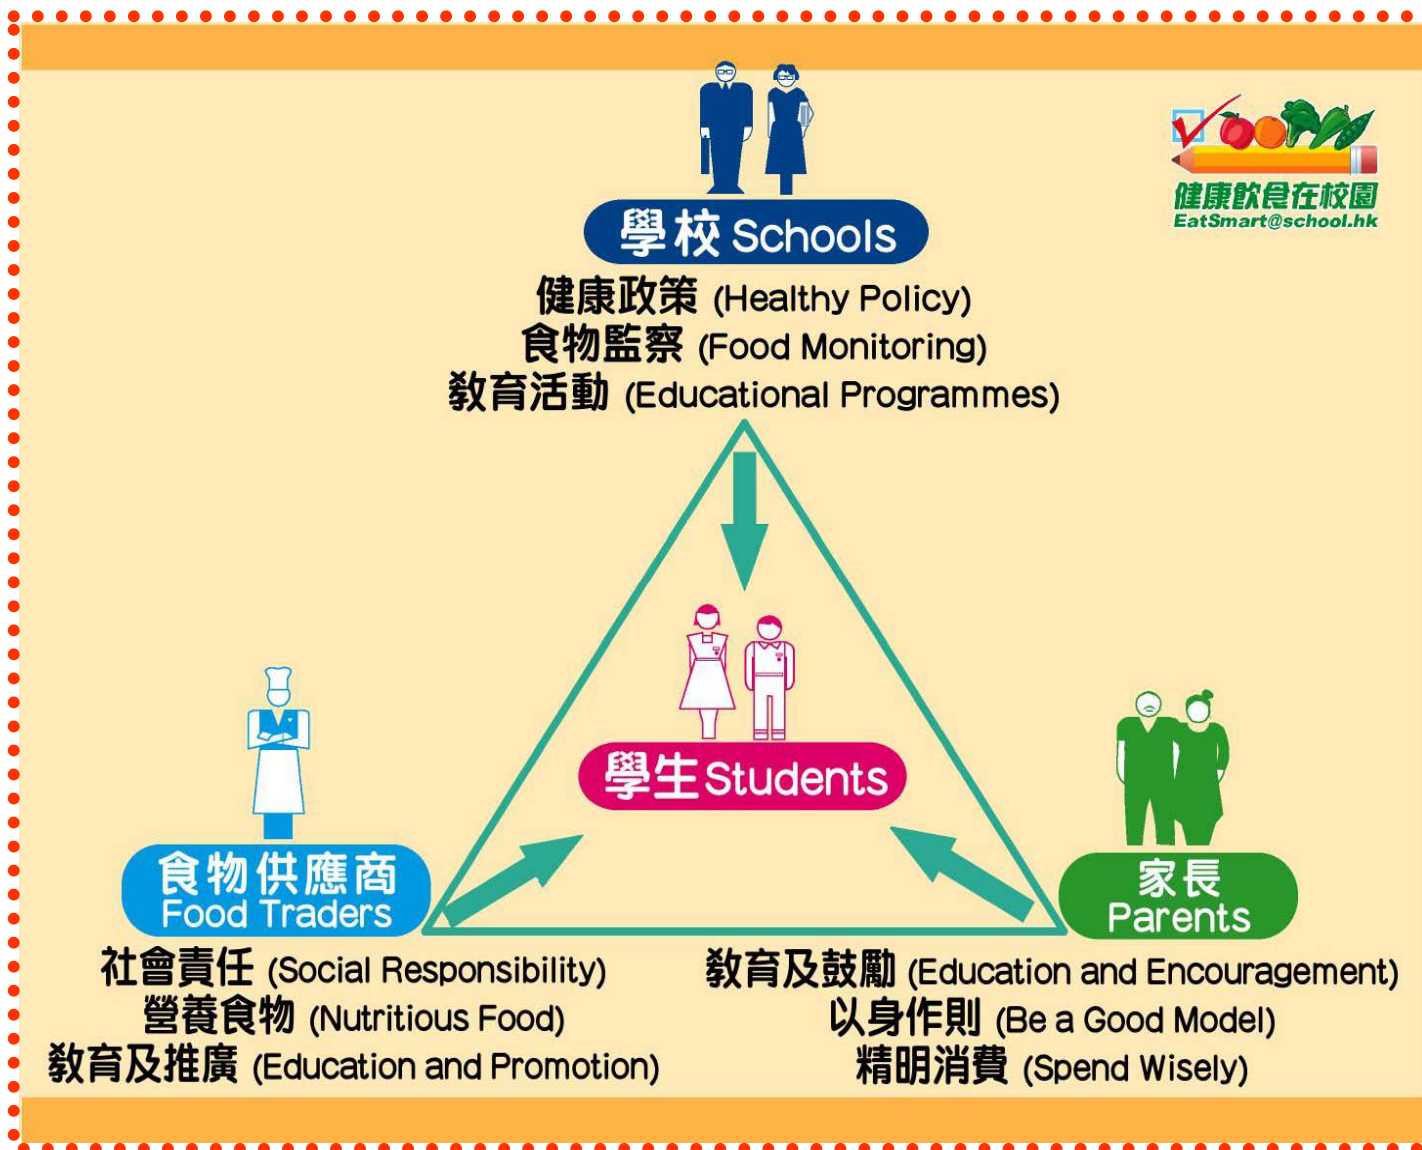 健康飲食在校園
EatSmart@school.hk
學校 Schools
健康政策 (Healthy Policy)
食物監察 (Food Monitoring)
教育活動 (Educational Programmes)
學生 Students
食物供應商
Food Traders
社會責任 (Social Responsibility)
營養食物 (Nutritious Food)
教育及推廣 (Education and Promotion)
家長
Parents
教育及鼓勵 (Education and Encouragement)
以身作則 (Be a Good Model)
精明消費 (Spend Wisely)